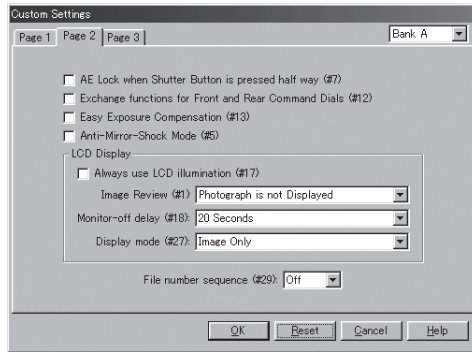 Custom Settings
Page 1 Page 2 Page 3 Bank A
AE Lock when Shutter Button is pressed half way (#7)
Exchange functions for Front and Rear Command Dials (#12)
Easy Exposure Compensation (#13)
Anti-Mirror-Shock Mode (#5)
LCD Display
Always use LCD illumination (#17)
Image Review (#1) Photograph is not Displayed
Monitor-off delay (#18): 20 Seconds
Display mode (#27): Image Only
File number sequence (#29): Off
OK Reset Cancel Help